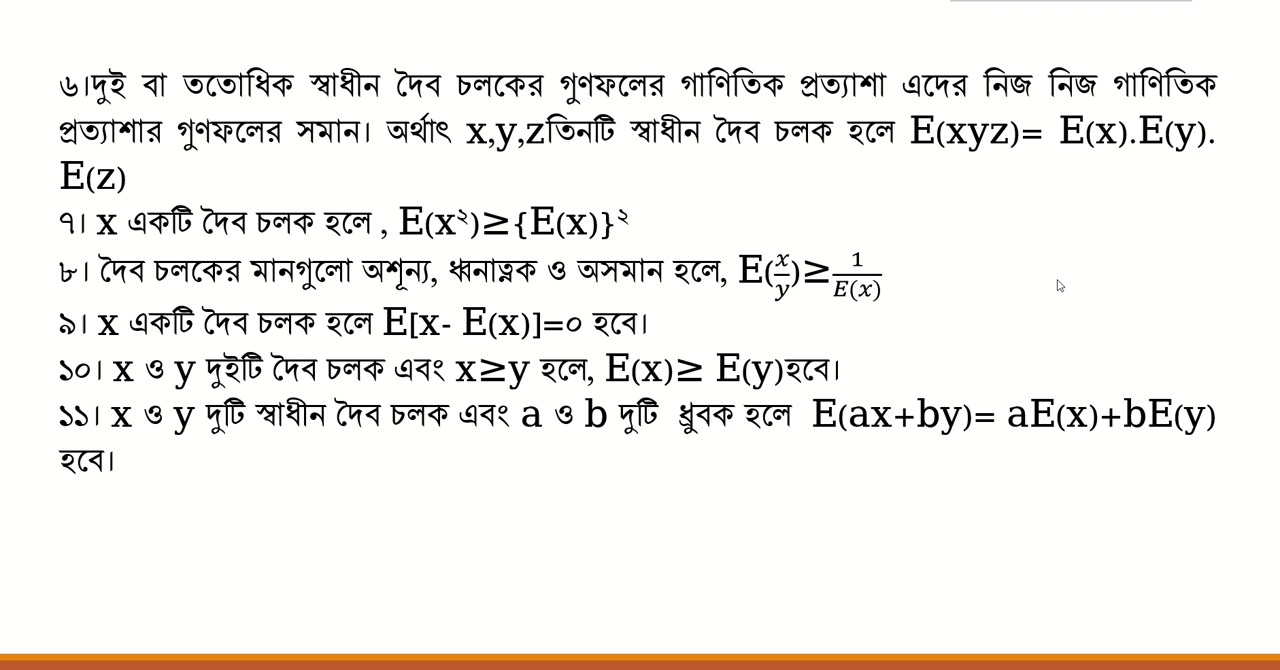 ৬।দুই বা ততোধিক স্বাধীন দৈব চলকের গুণফলের গাণিতিক প্রত্যাশা এদের নিজ নিজ গাণিতিক
প্রত্যাশার গুণফলের সমান। অর্থাৎ x,y,zতিনটি স্বাধীন দৈব চলক হলে E(xyz)= E(x).E(y).
E(z)
৭। x একটি দৈব চলক হলে , E(x²)≥{E(x)}²
৮। দৈব চলকের মানগুলো অশূন্য, ধ্বনাত্নক ও অসমান হলে, E(x/y)≥1/E(x)
৯। x একটি দৈব চলক হলে E[x- E(x)]=০ হবে।
১০। x ও y দুইটি দৈব চলক এবং x≥y হলে, E(x)≥ E(y)হবে।
১১। x ও y দুটি স্বাধীন দৈব চলক এবং a ও b দুটি ধ্রুবক হলে E(ax+by)= aE(x)+bE(y)
হবে।